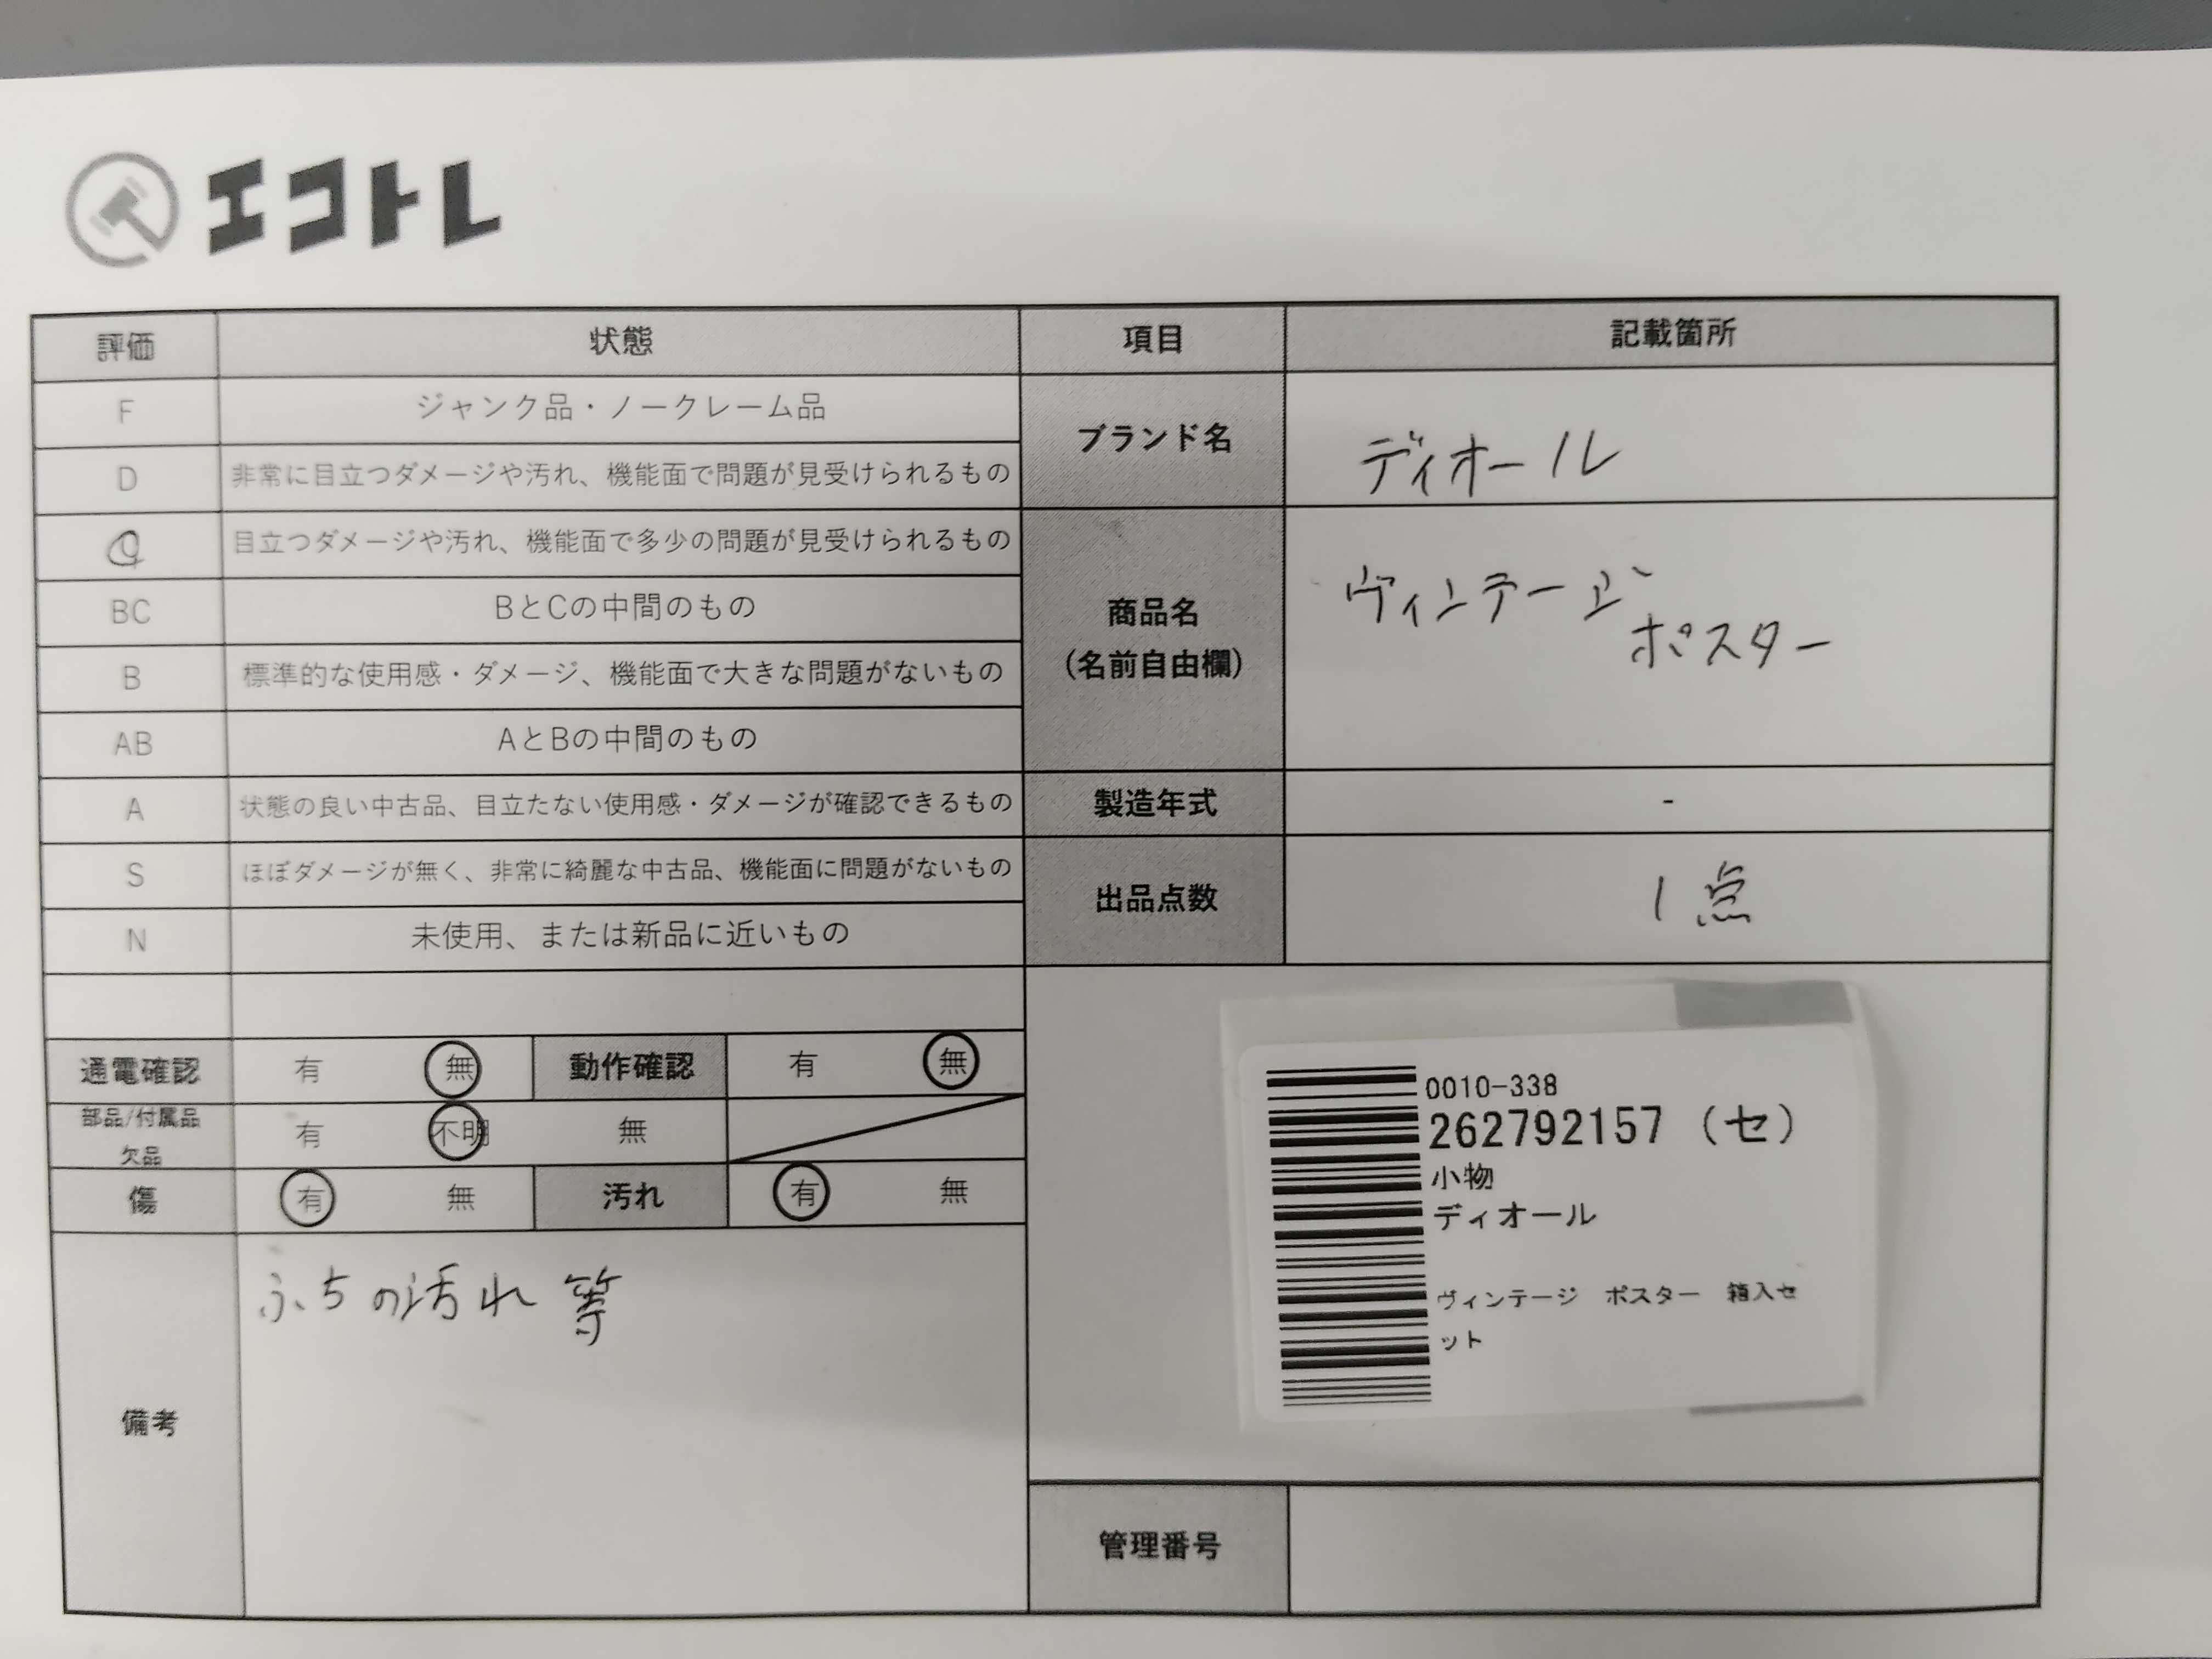 エコトレ
評価 状態 項目 記載箇所
F ジャンク品・ノークレーム品
D 非常に目立つダメージや汚れ、機能面で問題が見受けられるもの
ブランド名 ディオール
C 目立つダメージや汚れ、機能面で多少の問題が見受けられるもの
BC BとCの中間のもの
B 標準的な使用感・ダメージ、機能面で大きな問題がないもの
AB AとBの中間のもの
商品名
(名前自由欄)
ヴィンテージ
ポスター
A 状態の良い中古品、目立たない使用感・ダメージが確認できるもの
製造年式 -
S ほぼダメージが無く、非常に綺麗な中古品、機能面に問題がないもの
N 未使用、または新品に近いもの
出品点数 1点
通電確認 有 無 動作確認 有 無
部品/付属品
欠品
有 不明 無
傷 有 無 汚れ 有 無
備考
ふちの汚れ 等
0010-338
262792157 (セ)
小物
ディオール
ヴィンテージ ポスター 箱入セ
ット
管理番号